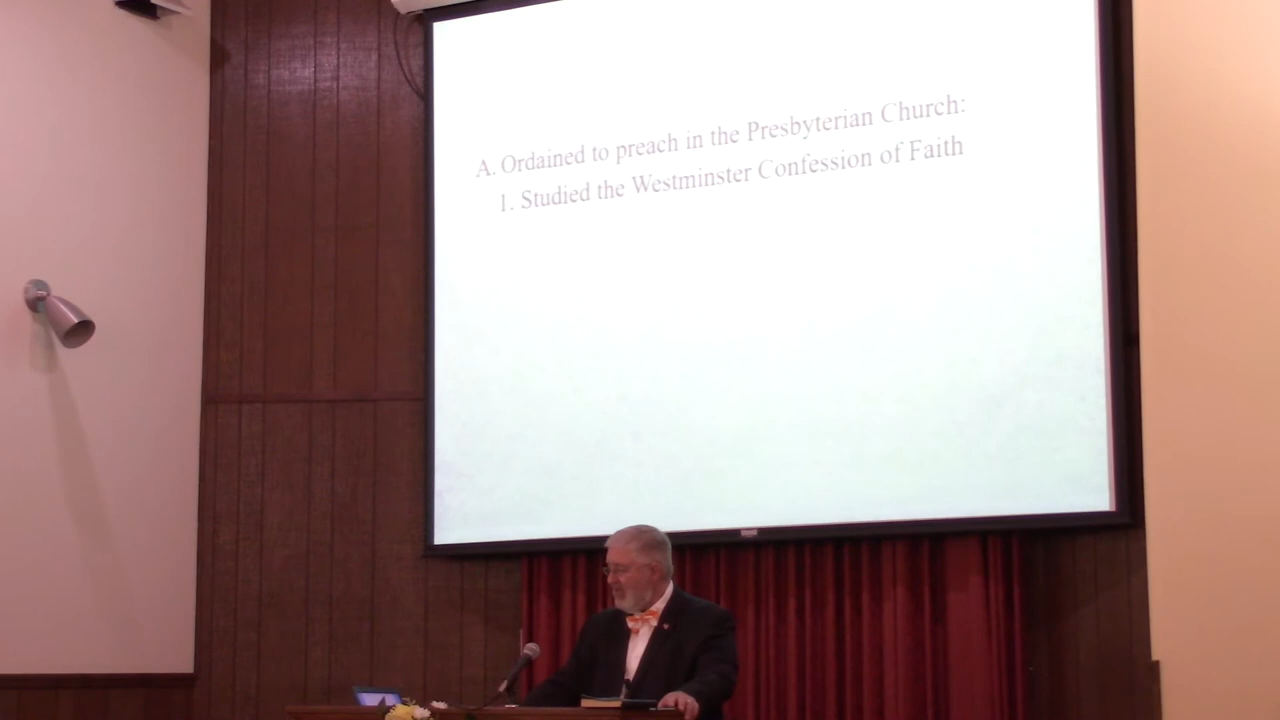 A. Ordained to preach in the Presbyterian Church:
1. Studied the Westminster Confession of Faith